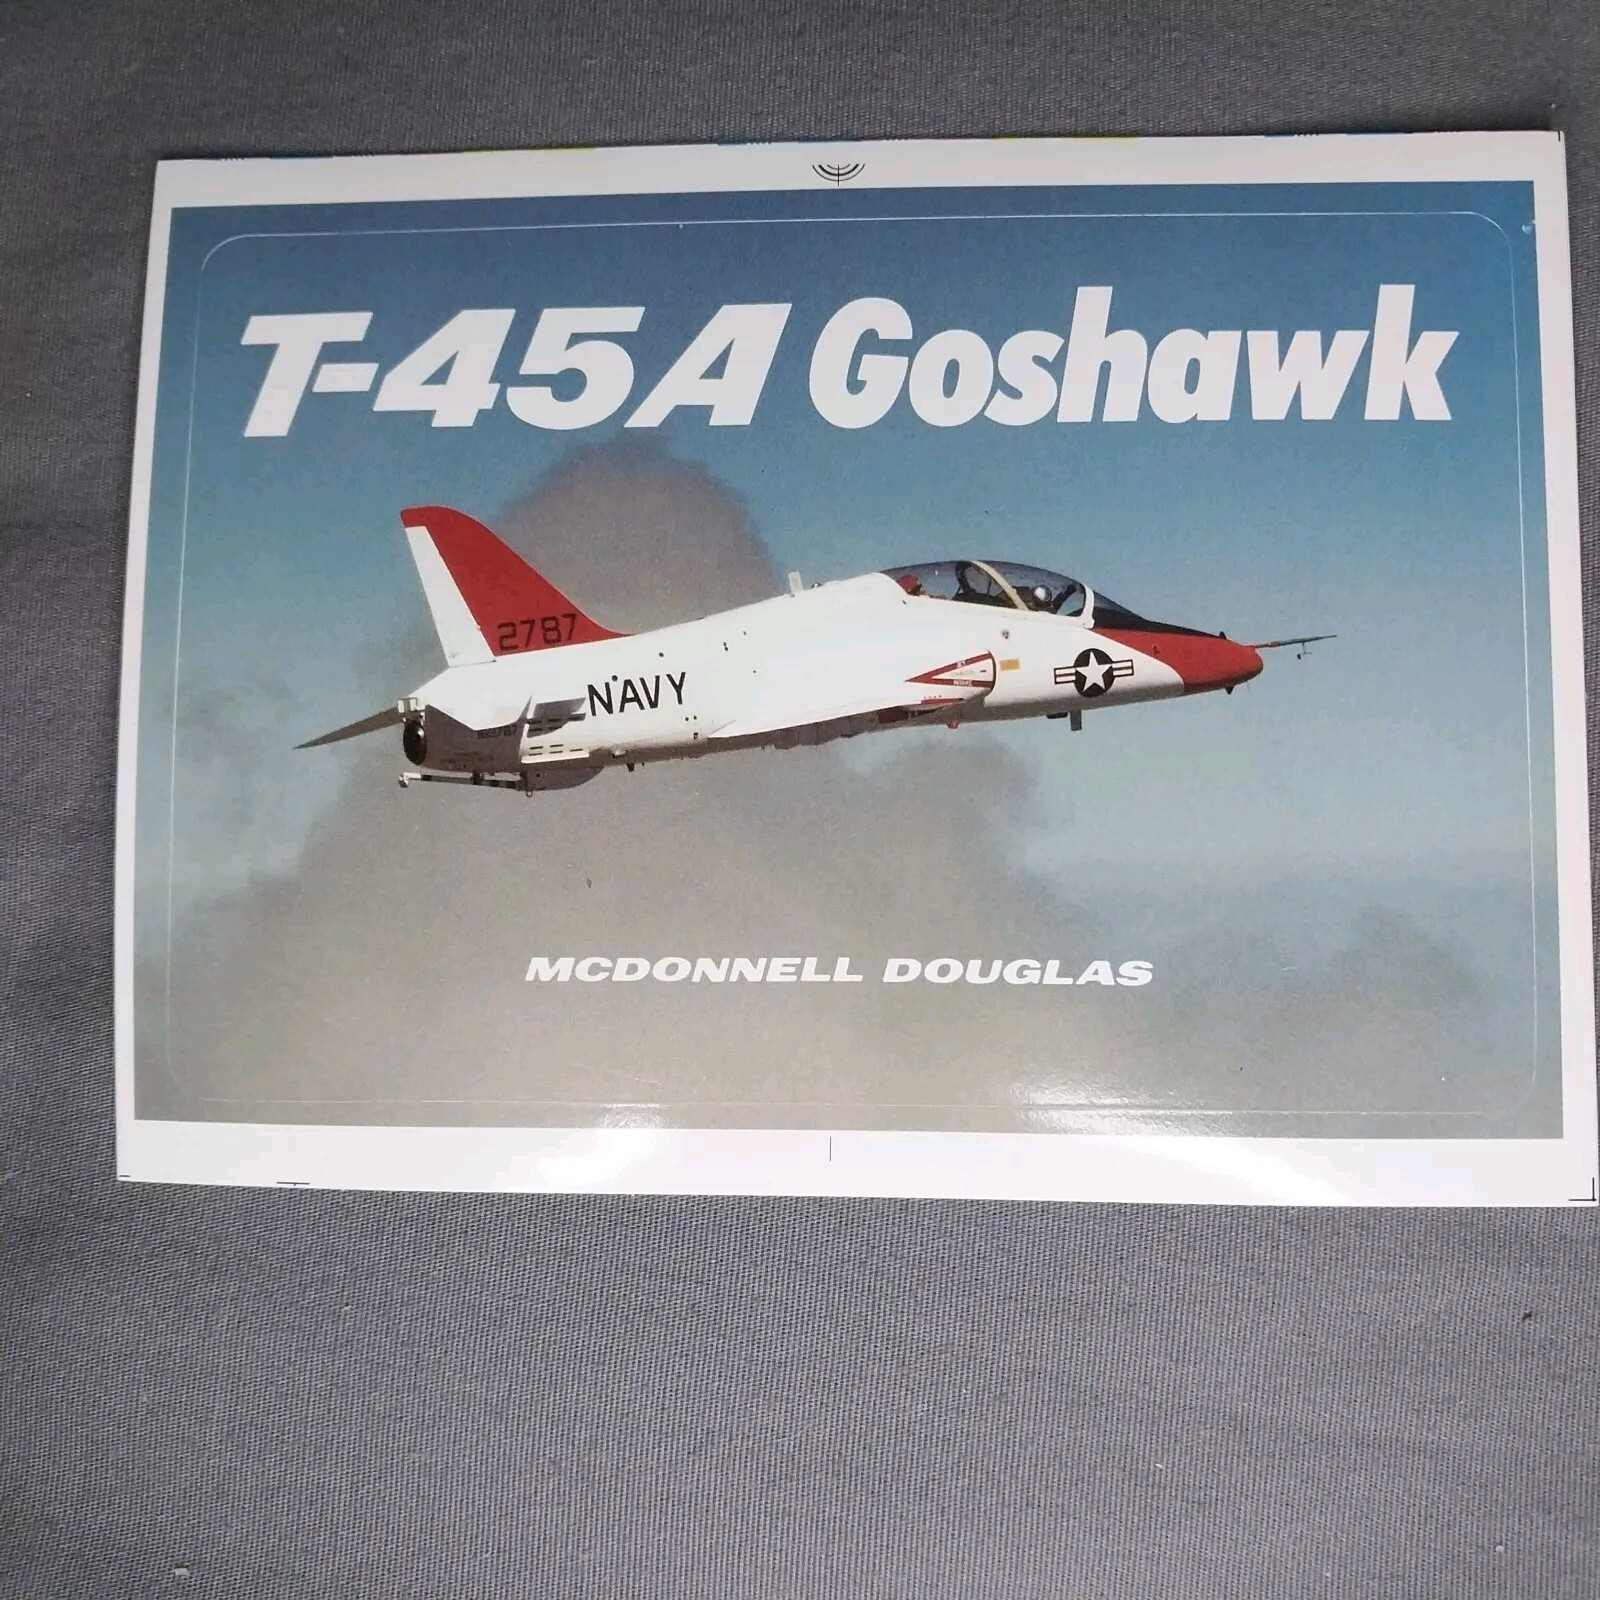 T-45A Goshawk
2787
NAVY
MCDONNELL DOUGLAS